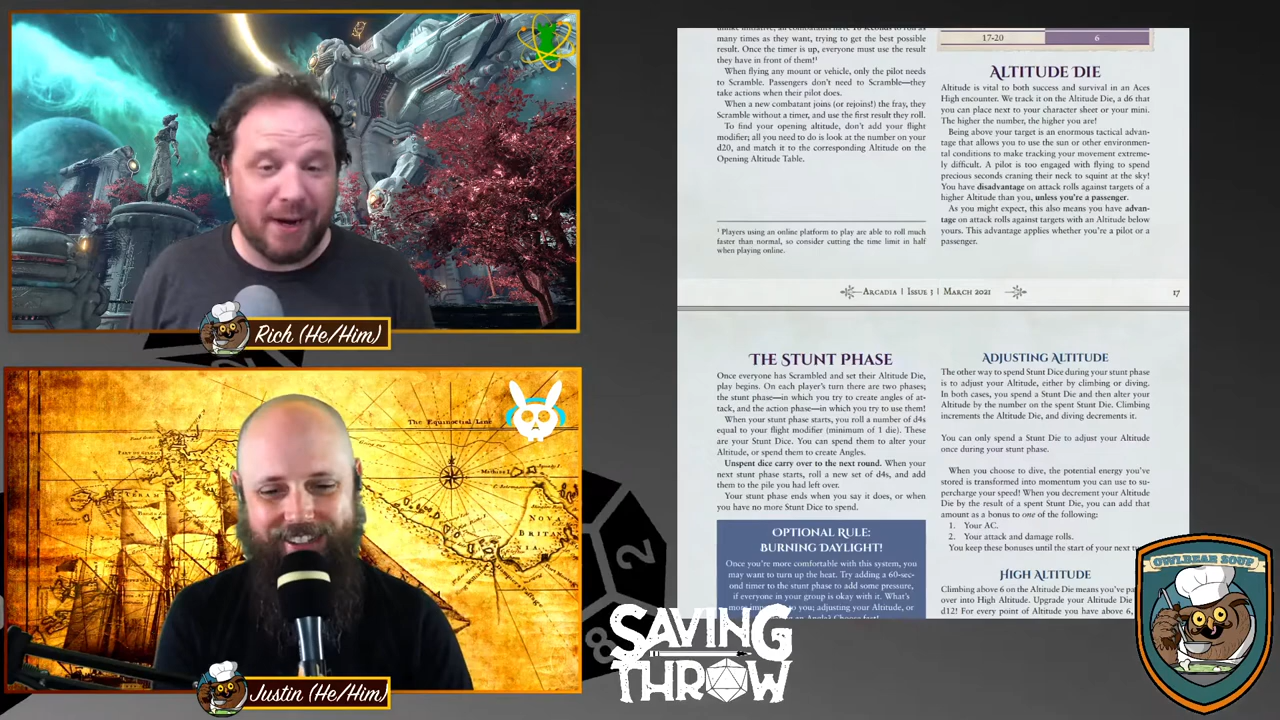 Rich (He/Him)
The Equinoctial Line
Justin (He/Him)
many times as they want, trying to get the best possible
result. Once the timer is up, everyone must use the result
they have in front of them!¹
When flying any mount or vehicle, only the pilot needs
to Scramble. Passengers don't need to Scramble—they
take actions when their pilot does.
When a new combatant joins (or rejoins!) the fray, they
Scramble without a timer, and use the first result they roll.
To find your opening altitude, don't add your flight
modifier; all you need to do is look at the number on your
d20, and match it to the corresponding Altitude on the
Opening Altitude Table.
¹ Players using an online platform to play are able to roll much
faster than normal, so consider cutting the time limit in half
when playing online.
17-20 6
Altitude Die
Altitude is vital to both success and survival in an Aces
High encounter. We track it on the Altitude Die, a d6 that
you can place next to your character sheet or your mini.
The higher the number, the higher you are!
Being above your target is an enormous tactical advan-
tage that allows you to use the sun or other environmen-
tal conditions to make tracking your movement extreme-
ly difficult. A pilot is too engaged with flying to spend
precious seconds craning their neck to squint at the sky!
You have disadvantage on attack rolls against targets of a
higher Altitude than you, unless you're a passenger.
As you might expect, this also means you have advan-
tage on attack rolls against targets with an Altitude below
yours. This advantage applies whether you're a pilot or a
passenger.
Arcadia | Issue 3 | March 2021
17
The Stunt Phase
Once everyone has Scrambled and set their Altitude Die,
play begins. On each player's turn there are two phases;
the stunt phase—in which you try to create angles of at-
tack, and the action phase—in which you try to use them!
When your stunt phase starts, you roll a number of d4s
equal to your flight modifier (minimum of 1 die). These
are your Stunt Dice. You can spend them to alter your
Altitude, or spend them to create Angles.
Unspent dice carry over to the next round. When your
next stunt phase starts, roll a new set of d4s, and add
them to the pile you had left over.
Your stunt phase ends when you say it does, or when
you have no more Stunt Dice to spend.
Optional Rule:
Burning Daylight!
Once you're more comfortable with this system, you
may want to turn up the heat. Try adding a 60-sec-
ond timer to the stunt phase to add some pressure,
if everyone in your group is okay with it. What's
to you; adjusting your Altitude, or
Adjusting Altitude
The other way to spend Stunt Dice during your stunt phase
is to adjust your Altitude, either by climbing or diving.
In both cases, you spend a Stunt Die and then alter your
Altitude by the number on the spent Stunt Die. Climbing
increments the Altitude Die, and diving decrements it.
You can only spend a Stunt Die to adjust your Altitude
once during your stunt phase.
When you choose to dive, the potential energy you've
stored is transformed into momentum you can use to su-
percharge your speed! When you decrement your Altitude
Die by the result of a spent Stunt Die, you can add that
amount as a bonus to one of the following:
1. Your AC.
2. Your attack and damage rolls.
You keep these bonuses until the start of your next
High Altitude
Climbing above 6 on the Altitude Die means you've
over into High Altitude. Upgrade your Altitude Die
d12! For every point of Altitude you have above 6,
SAVING
THROW
OWLBEAR SOUP
2
8